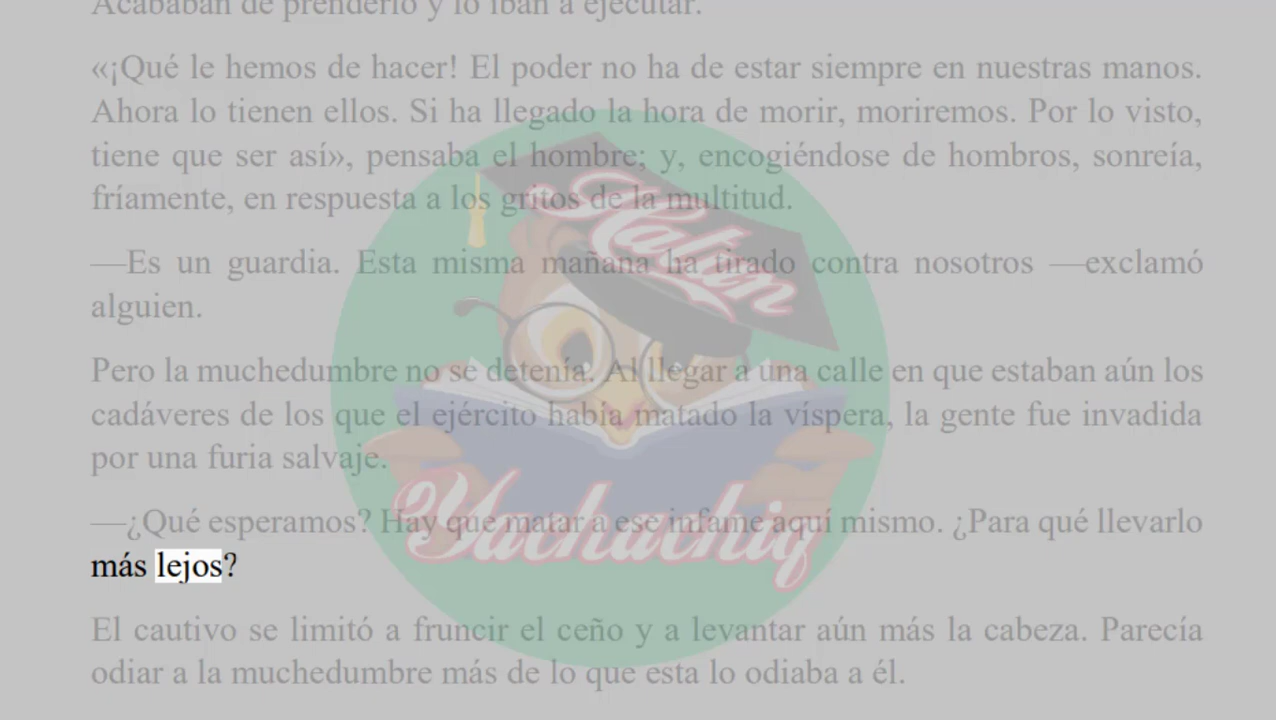 Acababan de prenderlo y lo iban a ejecutar.
«¡Qué le hemos de hacer! El poder no ha de estar siempre en nuestras manos.
Ahora lo tienen ellos. Si ha llegado la hora de morir, moriremos. Por lo visto,
tiene que ser así», pensaba el hombre; y, encogiéndose de hombros, sonreía,
fríamente, en respuesta a los gritos de la multitud.
—Es un guardia. Esta misma mañana ha tirado contra nosotros —exclamó
alguien.
Pero la muchedumbre no se detenía. Al llegar a una calle en que estaban aún los
cadáveres de los que el ejército había matado la víspera, la gente fue invadida
por una furia salvaje.
—¿Qué esperamos? Hay que matar a ese infame aquí mismo. ¿Para qué llevarlo
más lejos?
El cautivo se limitó a fruncir el ceño y a levantar aún más la cabeza. Parecía
odiar a la muchedumbre más de lo que esta lo odiaba a él.
Hatun
Yachachiq